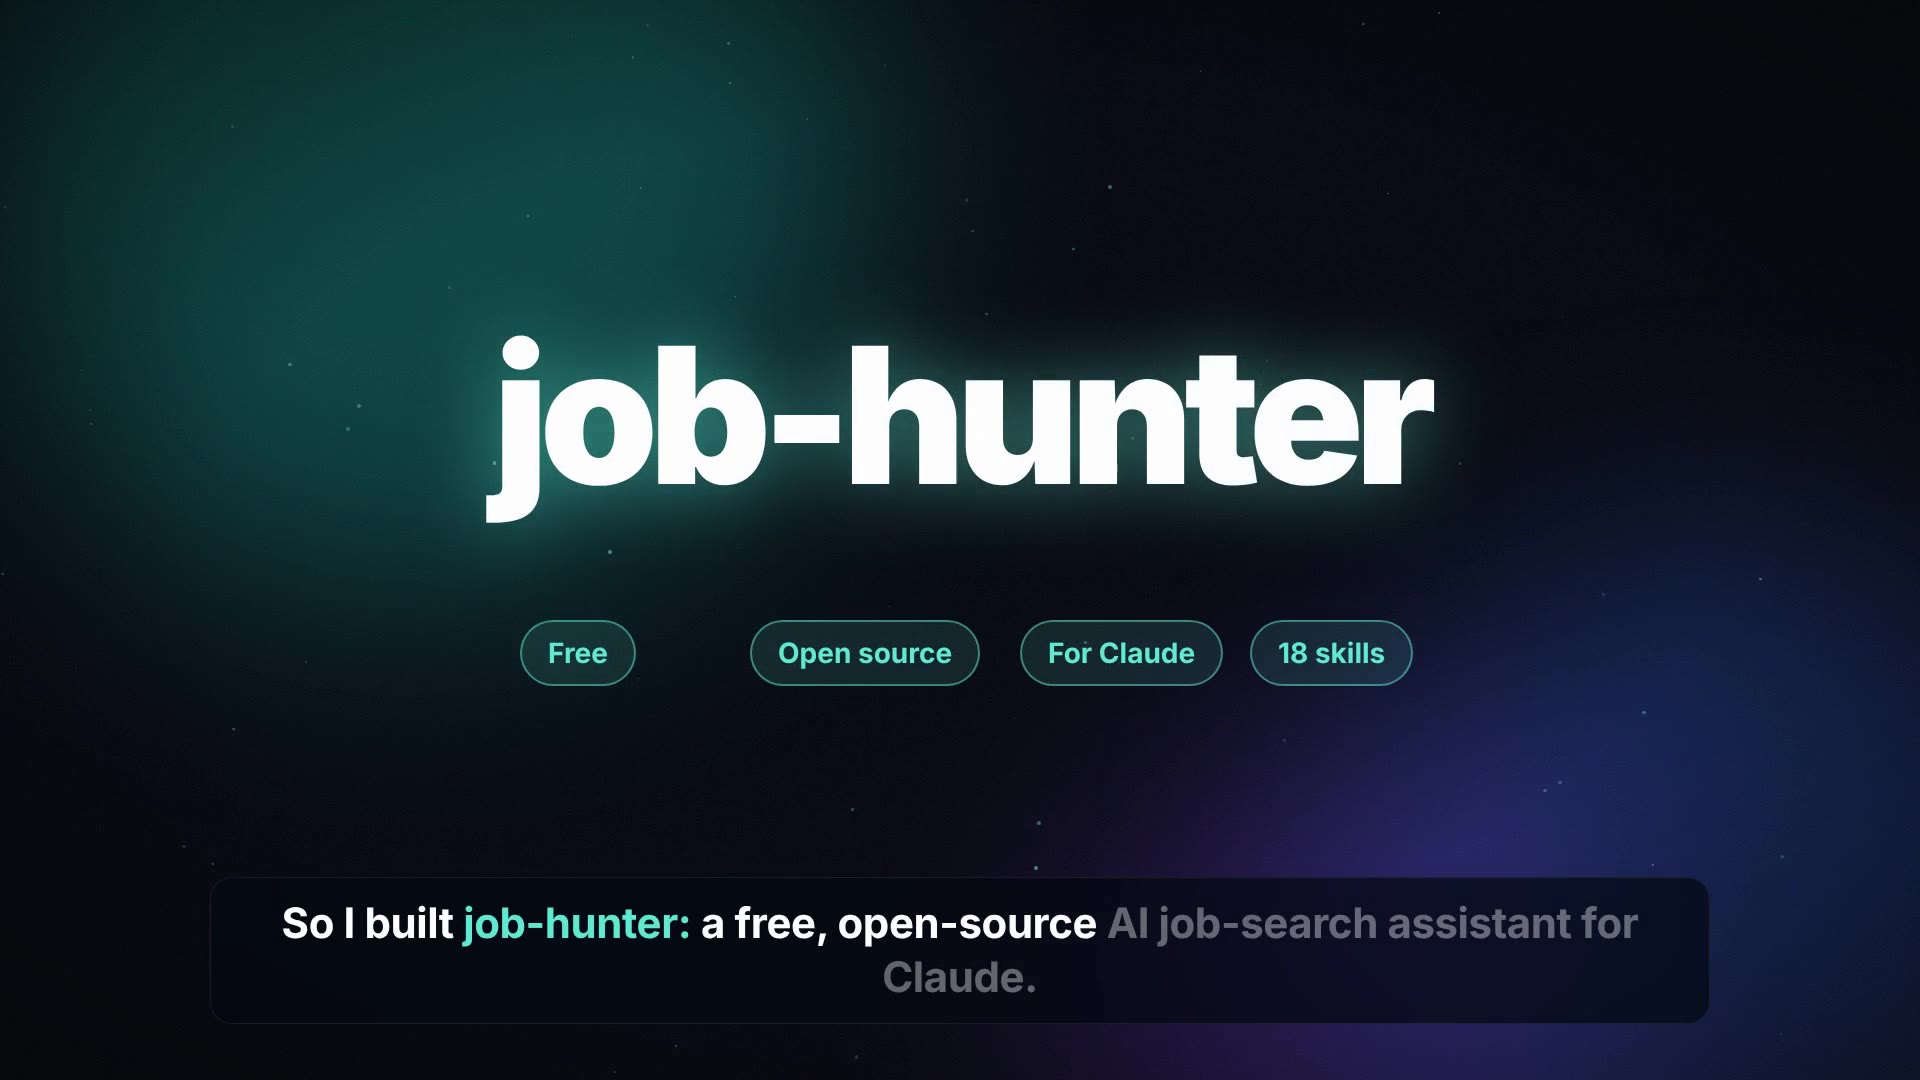 job-hunter
Free Open source For Claude 18 skills
So I built job-hunter: a free, open-source AI job-search assistant for
Claude.